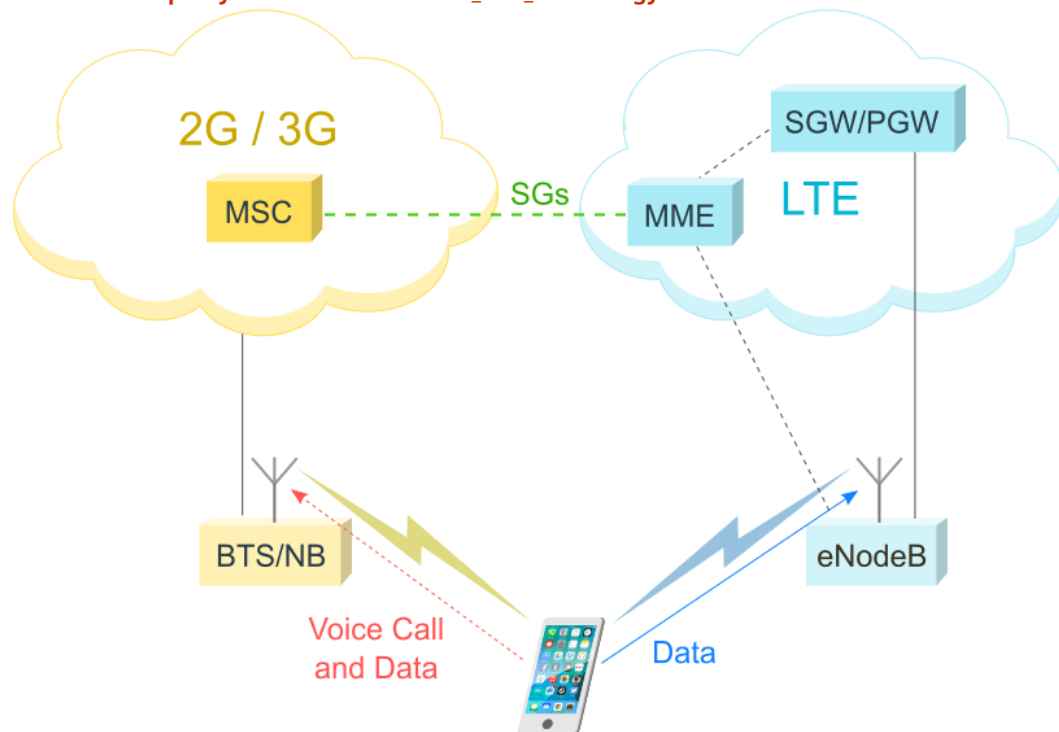 2G / 3G
MSC
SGs
SGW/PGW
MME
LTE
BTS/NB
eNodeB
Voice Call
and Data
Data